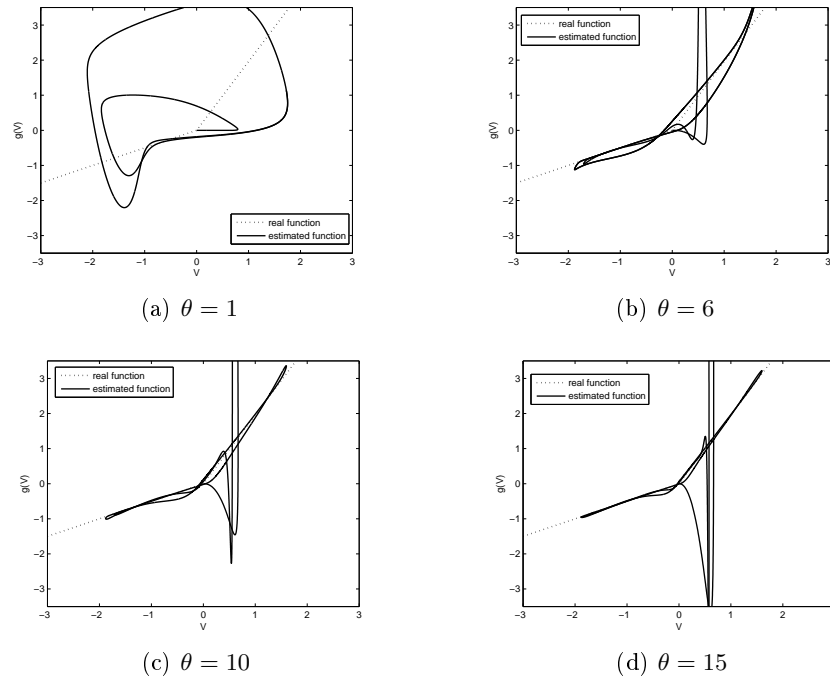 3
2
1
0
−1
−2
−3
g(V)
−3 −2 −1 0 1 2 3
V
real function
estimated function
(a) θ = 1
3
2
1
0
−1
−2
−3
g(V)
−3 −2 −1 0 1 2 3
V
real function
estimated function
(b) θ = 6
3
2
1
0
−1
−2
−3
g(V)
−3 −2 −1 0 1 2 3
V
real function
estimated function
(c) θ = 10
3
2
1
0
−1
−2
−3
g(V)
−3 −2 −1 0 1 2
V
real function
estimated function
(d) θ = 15